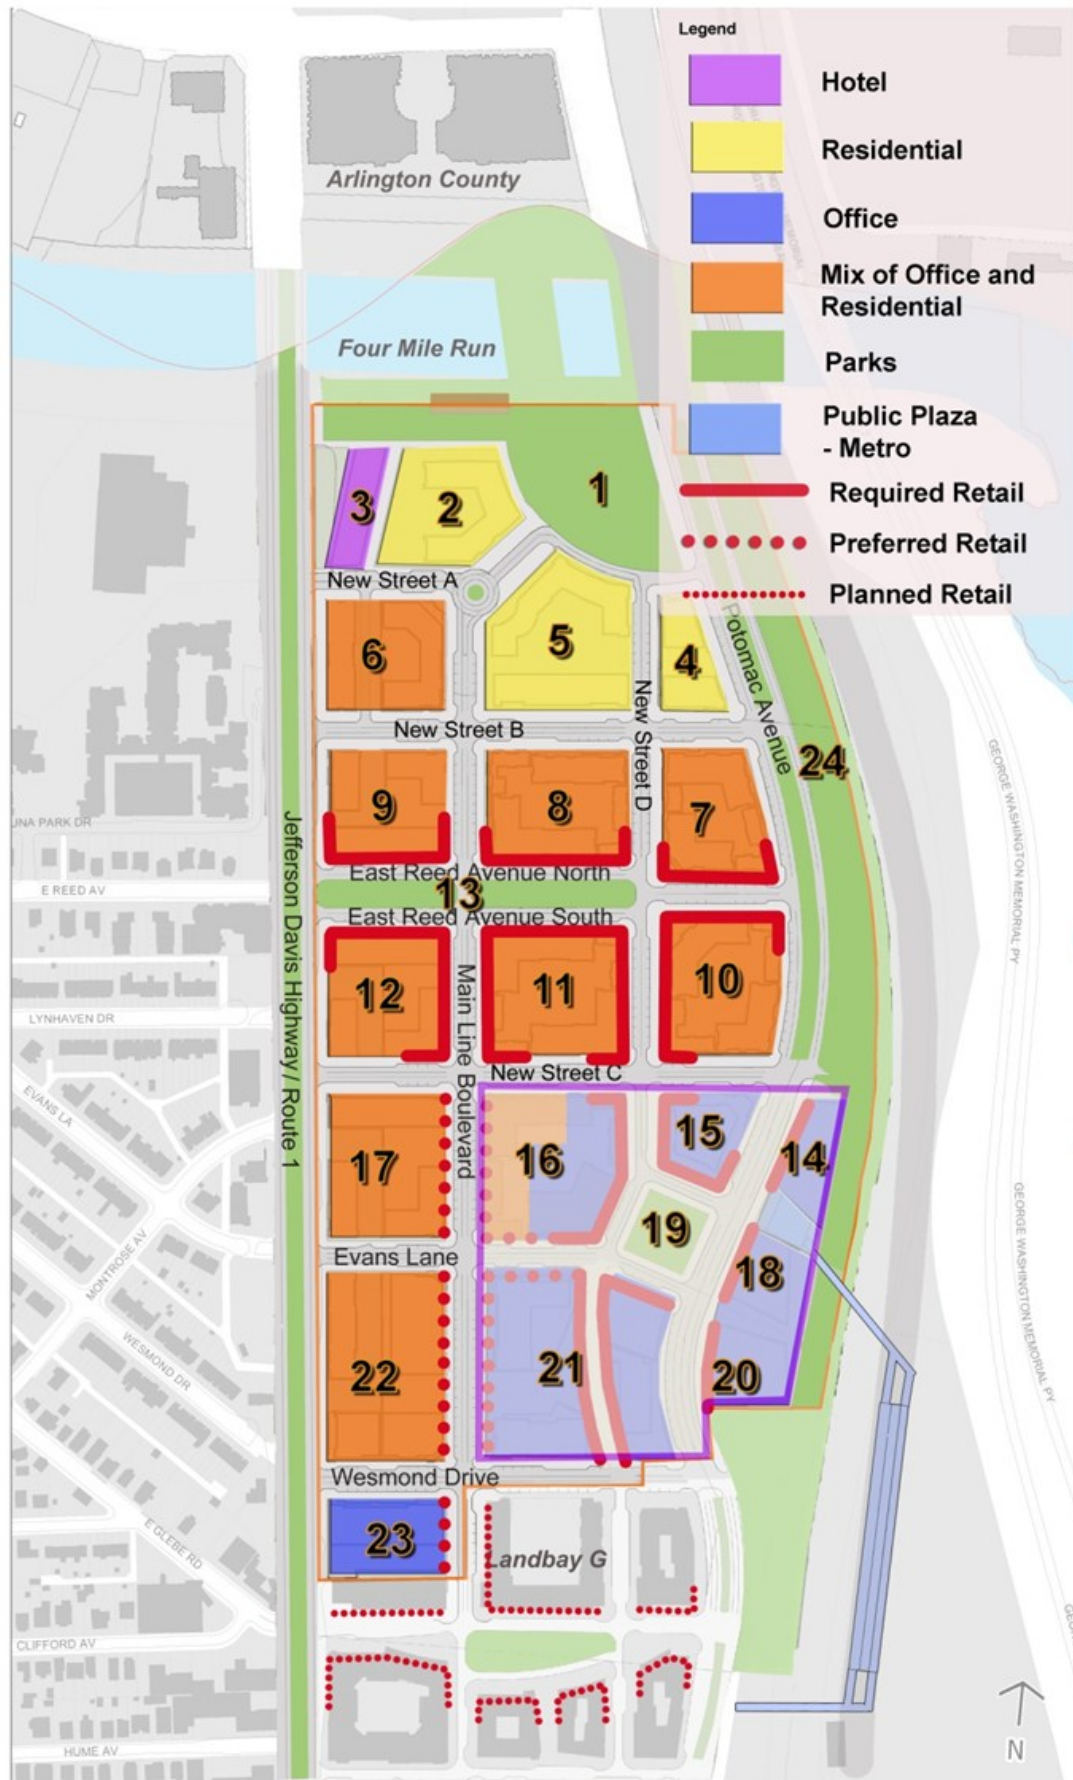 Legend
Hotel
Residential
Office
Mix of Office and
Residential
Parks
Public Plaza
- Metro
Required Retail
Preferred Retail
Planned Retail
Arlington County
Four Mile Run
1
2
3
New Street A
4
5
6
Potomac Avenue
New Street B
New Street D
24
GEORGE WASHINGTON MEMORIAL PY
7
8
9
UNA PARK DR
Jefferson Davis Highway / Route 1
East Reed Avenue North
E REED AV
13
East Reed Avenue South
10
11
12
Main Line Boulevard
LYNHAVEN DR
New Street C
EVANS LA
15
16
17
14
GEORGE WASHINGTON MEMORIAL PY
19
MONTROSE AV
Evans Lane
18
WESMOND DR
21
22
20
Wesmond Drive
23
E GLEBE RD
Landbay G
CLIFFORD AV
HUME AV
N